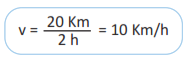 v = 20 Km / 2 h = 10 Km/h